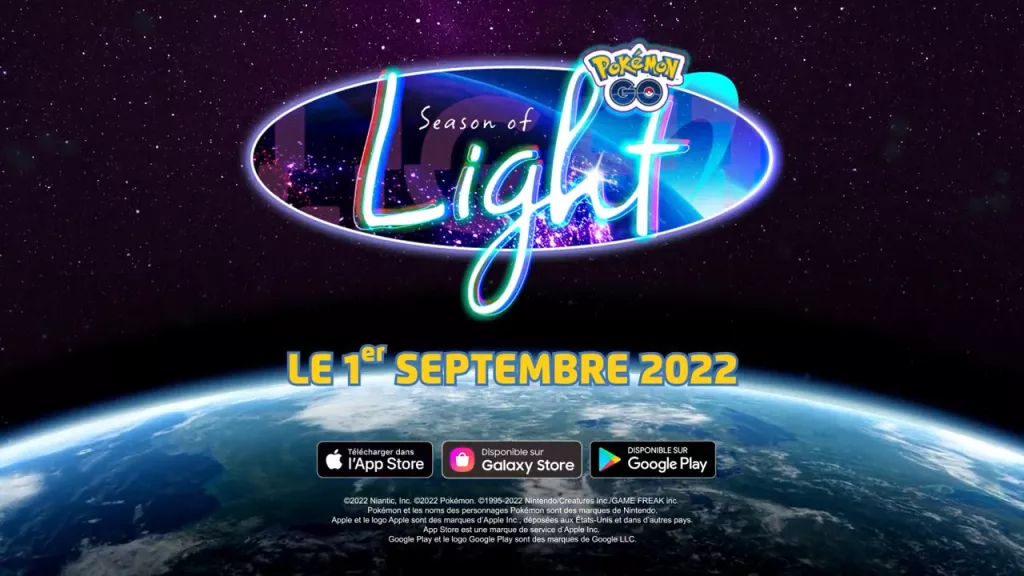 POKÉMON
GO
Season of
Light
LE 1er SEPTEMBRE 2022
Télécharger dans
l'App Store
Disponible sur
Galaxy Store
DISPONIBLE SUR
Google Play
©2022 Niantic, Inc. ©2022 Pokémon. ©1995-2022 Nintendo/Creatures Inc./GAME FREAK inc.
Pokémon et les noms des personnages Pokémon sont des marques de Nintendo.
Apple et le logo Apple sont des marques d'Apple Inc., déposées aux États-Unis et dans d'autres pays.
App Store est une marque de service d'Apple Inc.
Google Play et le logo Google Play sont des marques de Google LLC.